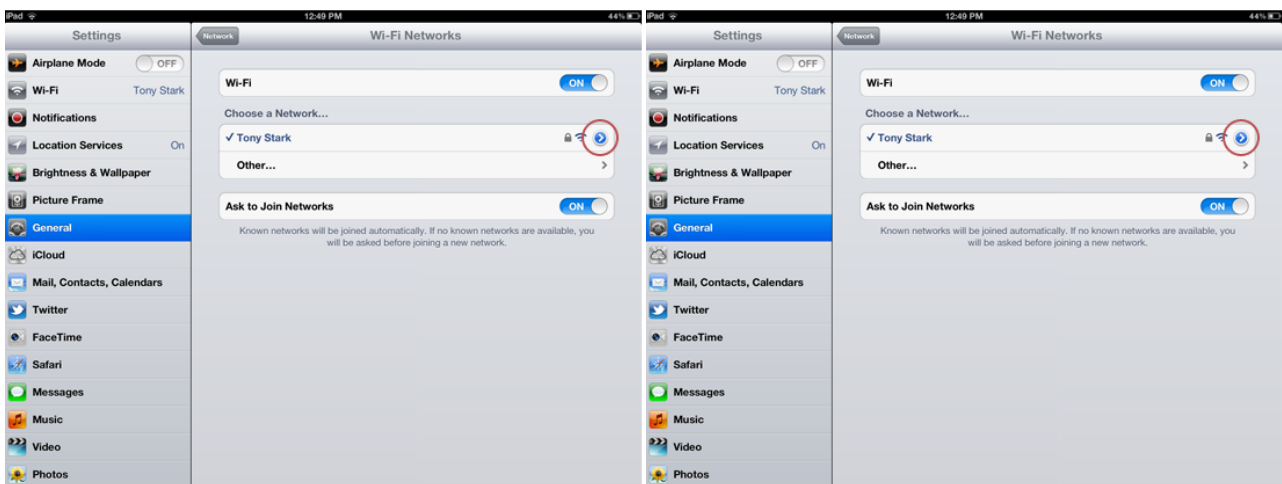 iPad 12:49 PM 44%
Settings Network Wi-Fi Networks
Airplane Mode OFF
Wi-Fi Tony Stark
Notifications
Location Services On
Brightness & Wallpaper
Picture Frame
General
iCloud
Mail, Contacts, Calendars
Twitter
FaceTime
Safari
Messages
Music
Video
Photos
Wi-Fi ON
Choose a Network...
✓ Tony Stark
Other...
Ask to Join Networks ON
Known networks will be joined automatically. If no known networks are available, you
will be asked before joining a new network.
iPad 12:49 PM 44%
Settings Network Wi-Fi Networks
Airplane Mode OFF
Wi-Fi Tony Stark
Notifications
Location Services On
Brightness & Wallpaper
Picture Frame
General
iCloud
Mail, Contacts, Calendars
Twitter
FaceTime
Safari
Messages
Music
Video
Photos
Wi-Fi ON
Choose a Network...
✓ Tony Stark
Other...
Ask to Join Networks ON
Known networks will be joined automatically. If no known networks are available, you
will be asked before joining a new network.